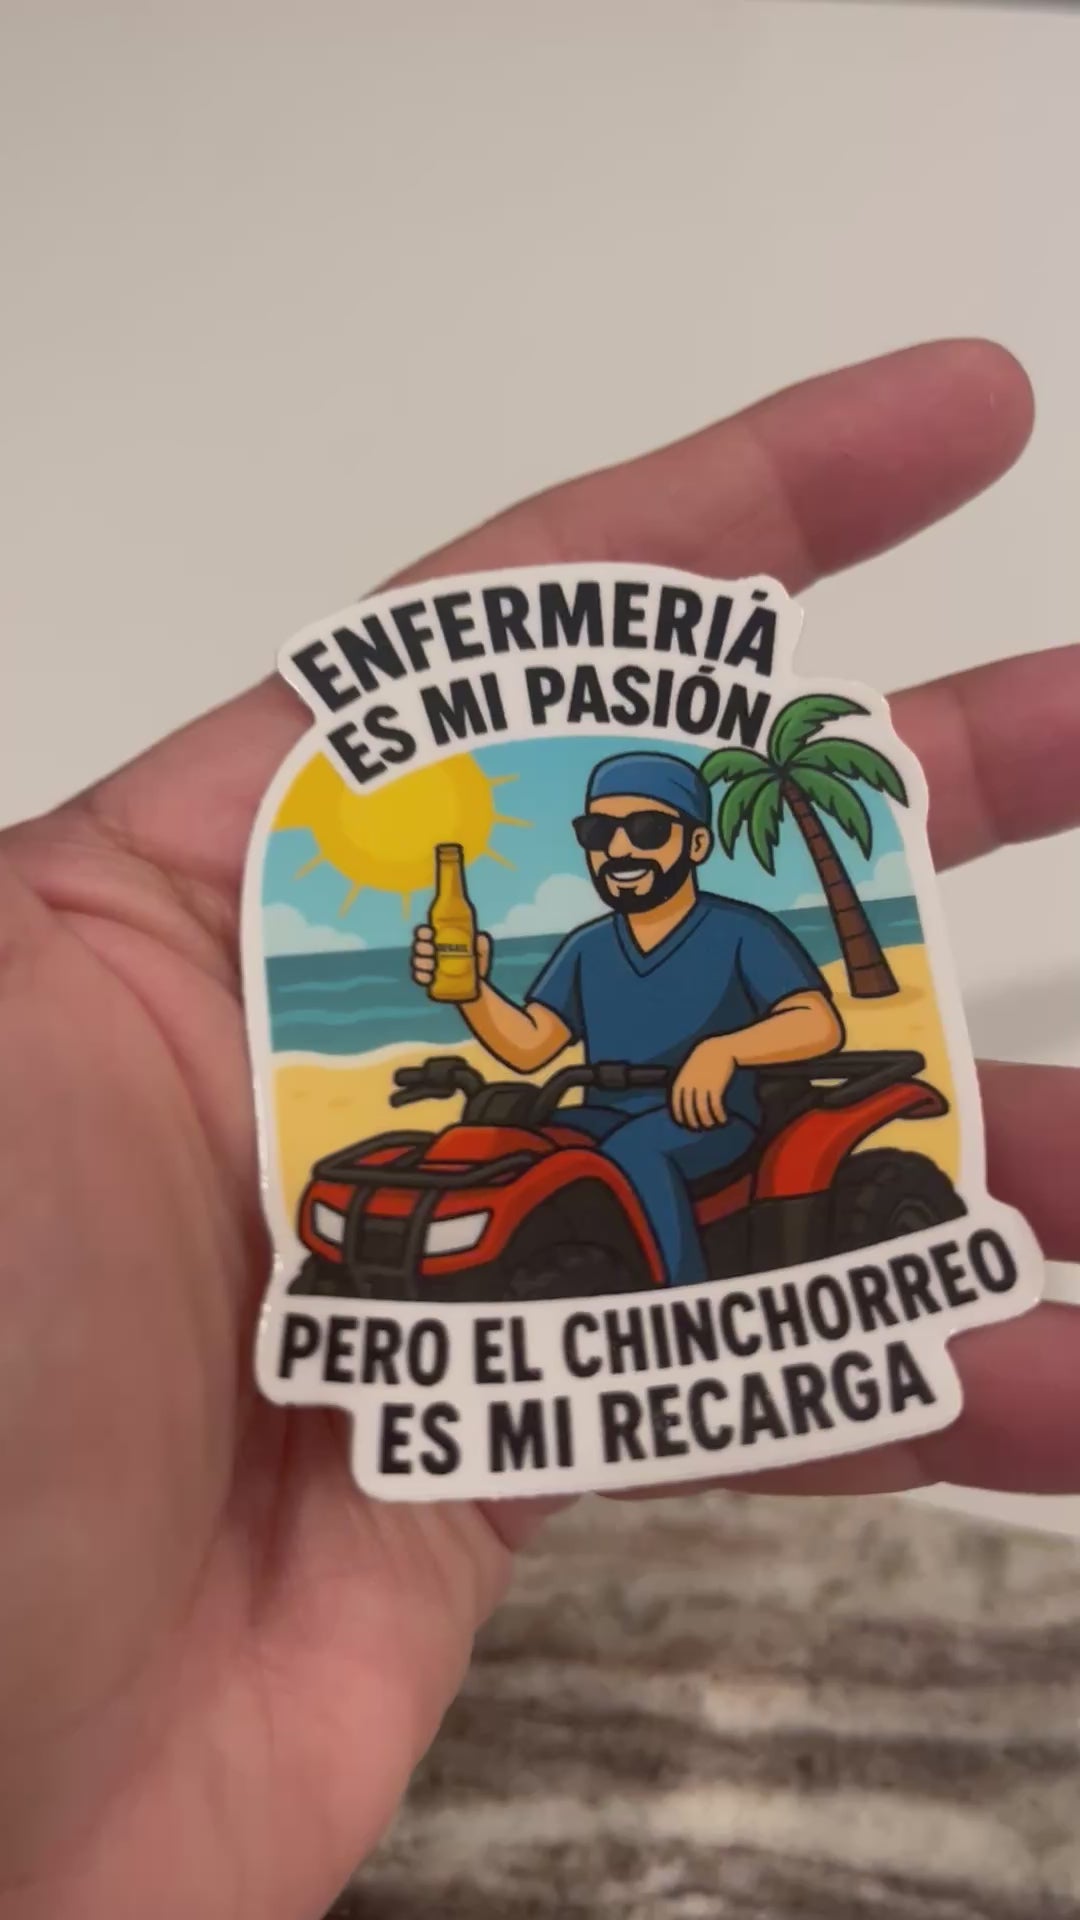 ENFERMERIÁ
ES MI PASIÓN
PERO EL CHINCHORREO
ES MI RECARGA